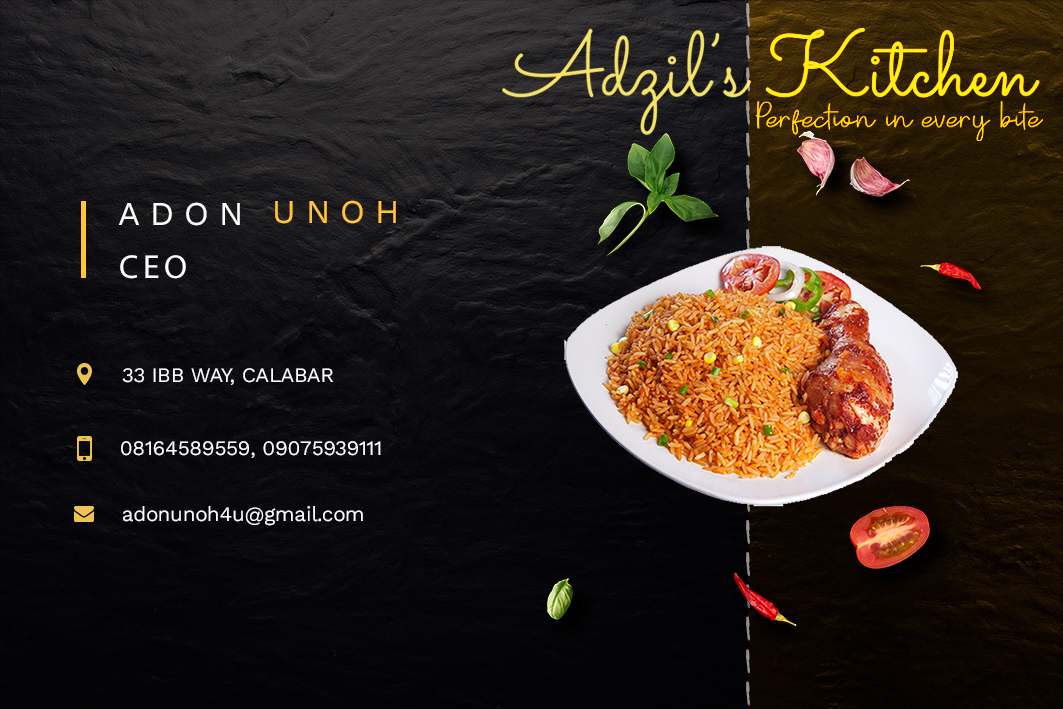 Adzil's Kitchen
Perfection in every bite
ADON UNOH
CEO
33 IBB WAY, CALABAR
08164589559, 09075939111
adonunoh4u@gmail.com